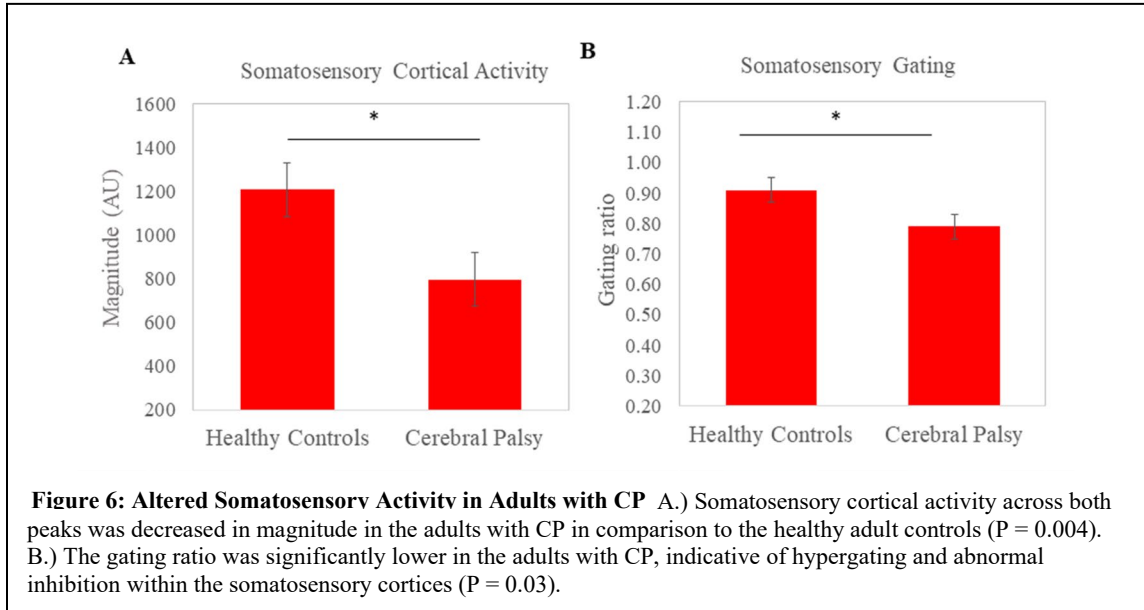 A
Somatosensory Cortical Activity
1600
1400
1200
1000
800
600
400
200
Magnitude (AU)
*
Healthy Controls
Cerebral Palsy
B
Somatosensory Gating
1.20
1.10
1.00
0.90
0.80
0.70
0.60
0.50
0.40
0.30
0.20
Gating ratio
*
Healthy Controls
Cerebral Palsy
Figure 6: Altered Somatosensory Activity in Adults with CP A.) Somatosensory cortical activity across both
peaks was decreased in magnitude in the adults with CP in comparison to the healthy adult controls (P = 0.004).
B.) The gating ratio was significantly lower in the adults with CP, indicative of hypergating and abnormal
inhibition within the somatosensory cortices (P = 0.03).